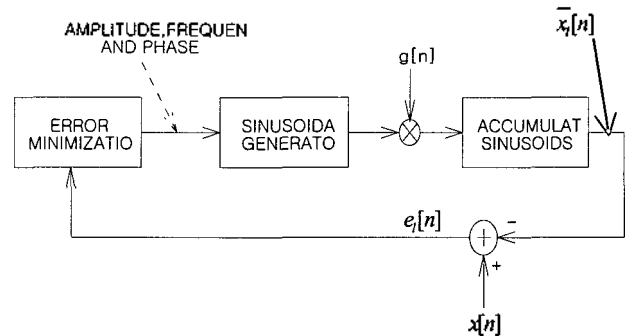 AMPLITUDE,FREQUEN
AND PHASE
x̄ₗ[n]
g[n]
ERROR
MINIMIZATIO
SINUSOIDA
GENERATO
ACCUMULAT
SINUSOIDS
eₗ[n]
−
+
x[n]